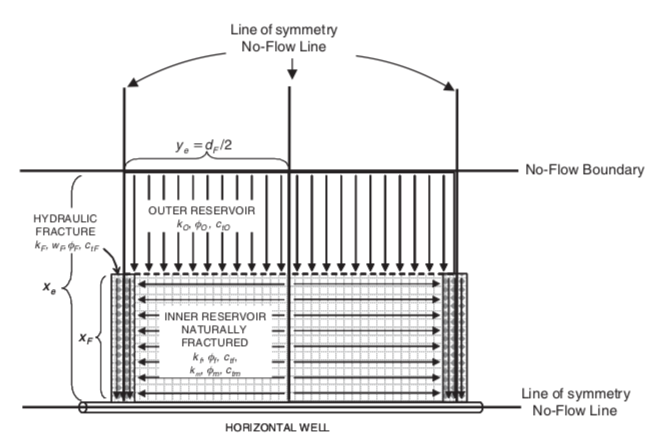 Line of symmetry
No-Flow Line
yₑ = d_F/2
No-Flow Boundary
OUTER RESERVOIR
k_O, ϕ_O, c_tO
HYDRAULIC
FRACTURE
k_F, w_F, ϕ_F, c_tF
xₑ
x_F
INNER RESERVOIR
NATURALLY
FRACTURED
k_f, ϕ_f, c_tf,
k_m, ϕ_m, c_tm
Line of symmetry
No-Flow Line
HORIZONTAL WELL